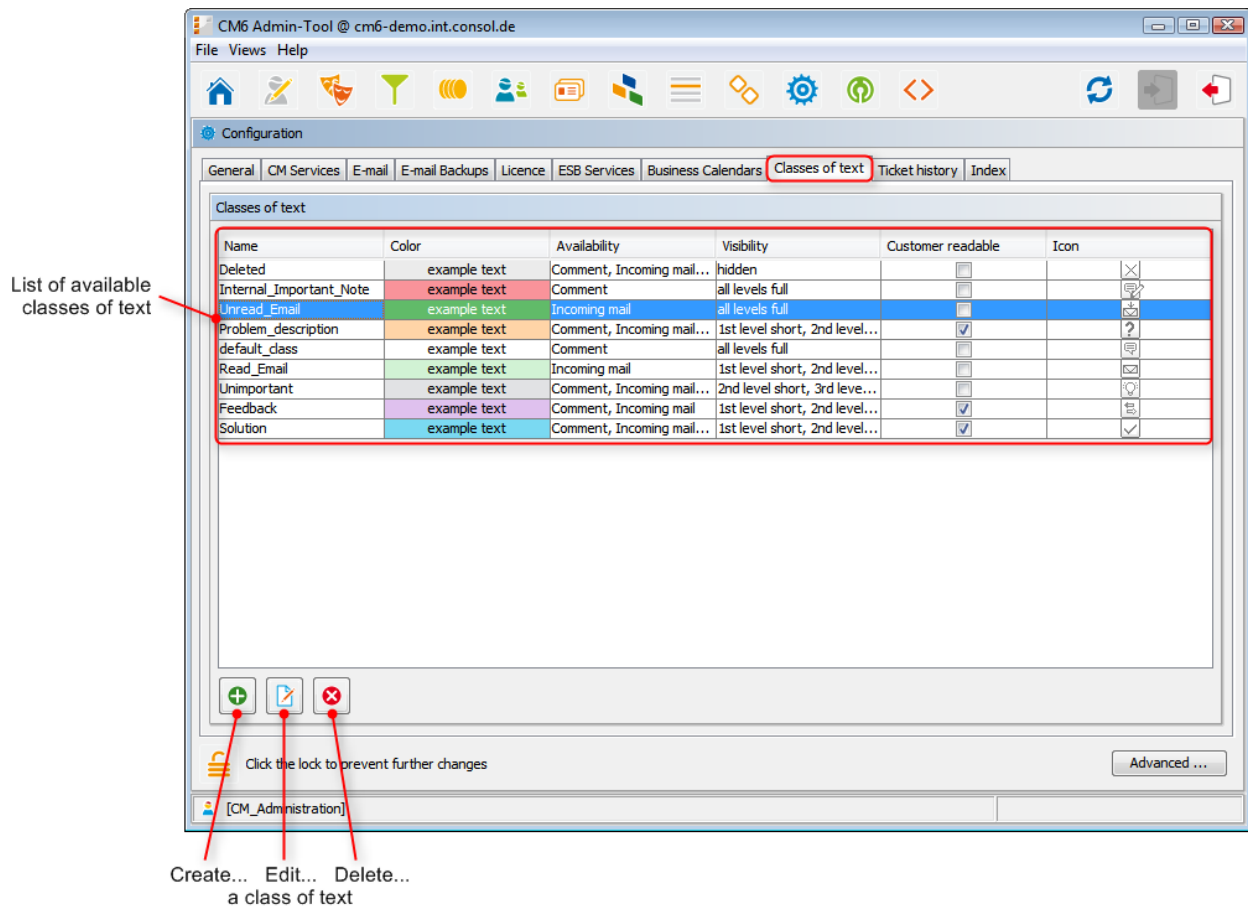 CM6 Admin-Tool @ cm6-demo.int.consol.de
File Views Help
Configuration
General CM Services E-mail E-mail Backups Licence ESB Services Business Calendars Classes of text Ticket history Index
Classes of text
Name Color Availability Visibility Customer readable Icon
Deleted example text Comment, Incoming mail... hidden
Internal_Important_Note example text Comment all levels full
Unread_Email example text Incoming mail all levels full
Problem_description example text Comment, Incoming mail... 1st level short, 2nd level...
default_class example text Comment all levels full
Read_Email example text Incoming mail 1st level short, 2nd level...
Unimportant example text Comment, Incoming mail... 2nd level short, 3rd leve...
Feedback example text Comment, Incoming mail 1st level short, 2nd level...
Solution example text Comment, Incoming mail... 1st level short, 2nd level...
List of available
classes of text
Click the lock to prevent further changes
Advanced ...
[CM_Administration]
Create... Edit... Delete...
a class of text